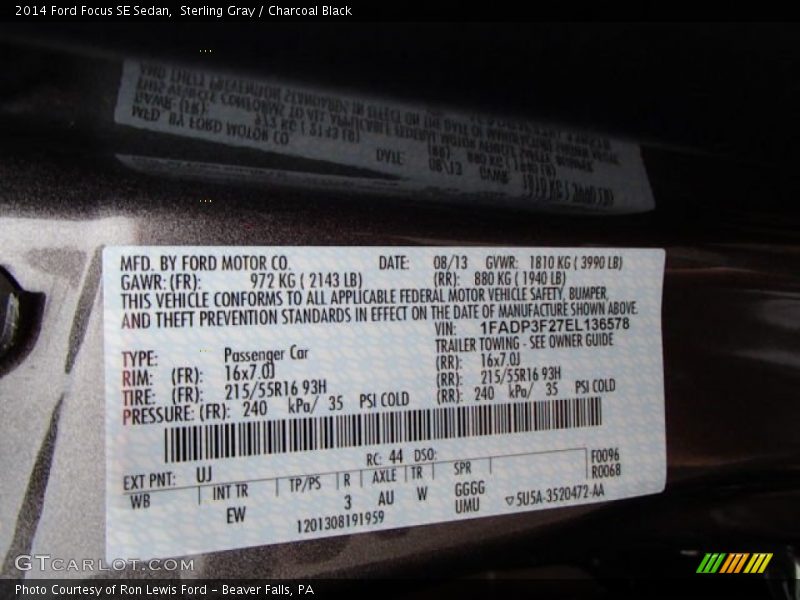 2014 Ford Focus SE Sedan,  Sterling Gray / Charcoal Black
MFD. BY FORD MOTOR CO. DATE: 08/13 GVWR: 1810 KG ( 3990 LB)
GAWR: (FR): 972 KG ( 2143 LB) (RR): 880 KG ( 1940 LB)
THIS VEHICLE CONFORMS TO ALL APPLICABLE FEDERAL MOTOR VEHICLE SAFETY, BUMPER,
AND THEFT PREVENTION STANDARDS IN EFFECT ON THE DATE OF MANUFACTURE SHOWN ABOVE.
VIN: 1FADP3F27EL136578
TYPE: Passenger Car TRAILER TOWING - SEE OWNER GUIDE
RIM: (FR): 16x7.0J (RR): 16x7.0J
TIRE: (FR): 215/55R16 93H (RR): 215/55R16 93H
PRESSURE: (FR): 240 kPa/ 35 PSI COLD (RR): 240 kPa/ 35 PSI COLD
RC: 44 DSO: F0096
EXT PNT: UJ R0068
WB INT TR TP/PS R AXLE TR SPR
EW 3 AU W GGGG
UMU
1201308191959 5U5A-3520472-AA
GTCarLot.com
Photo Courtesy of Ron Lewis Ford - Beaver Falls, PA